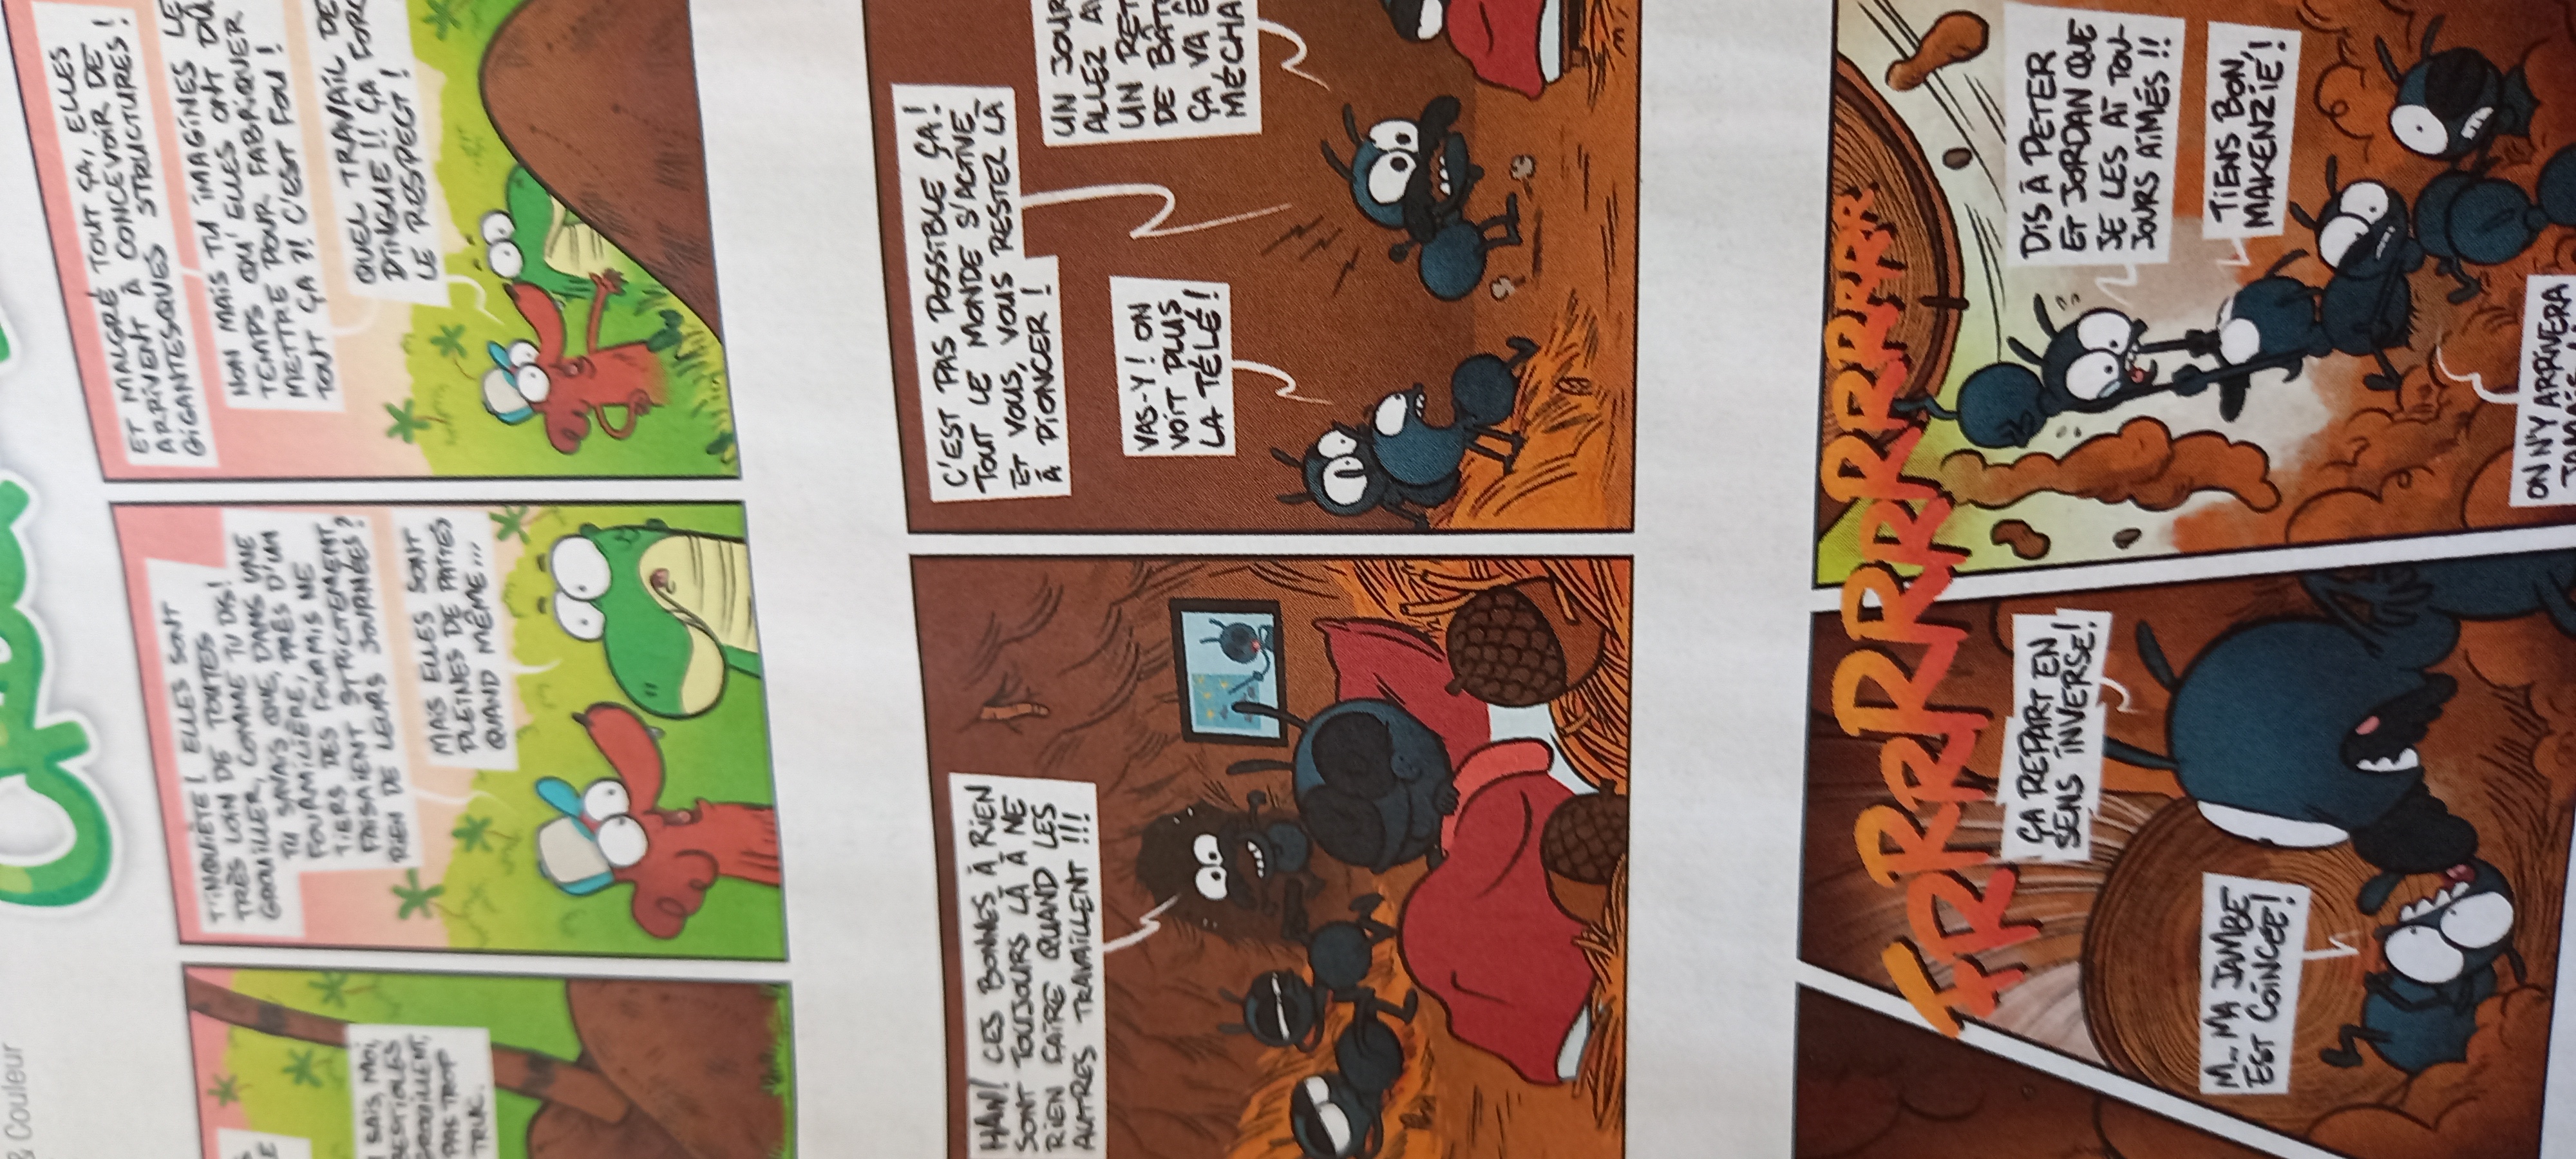 & Couleur
SAIS, MOI,
PAS TROP
TRUC.
T'INQUIÈTE! ELLES SONT
TRÈS LOIN DE TOUTES
GROUILLER, COMME TU DIS!
TU SAVAIS QUE, DANS UNE
FOURMILIÈRE, PRÈS D'UN
TIERS DES FOURMIS NE
FAISAIENT STRICTEMENT
RIEN DE LEURS JOURNÉES?
MAIS ELLES SONT
PLEINES DE PATTES
QUAND MÊME...
ET MALGRÉ TOUT ÇA, ELLES
ARRIVENT À CONCEVOIR DE
GIGANTESQUES STRUCTURES!
NON MAIS TU IMAGINES LE
TEMPS QU'ELLES ONT DÛ
METTRE POUR FABRIQUER
TOUT ÇA ?! C'EST FOU !
QUEL TRAVAIL DE
DINGUE !! ÇA FORC
LE RESPECT !
HAN! CES BONNES À RIEN
SONT TOUJOURS LÀ À NE
RIEN FAIRE QUAND LES
AUTRES TRAVAILLENT !!!
C'EST PAS POSSIBLE ÇA!
TOUT LE MONDE S'ACTIVE
ET VOUS, VOUS RESTEZ LÀ
À PIONCER !
VAS-Y! ON
VOIT PLUS
LA TÉLÉ!
UN JOUR
ALLEZ AV
UN RET
DE BÂT
ÇA VA Ê
MÉCHA
FRRRRRRRRRRRRR
ÇA REPART EN
SENS INVERSE!
M... MA JAMBE
EST COINCÉE!
DIS À PETER
ET JORDAN QUE
JE LES AI TOU-
JOURS AIMÉS !!
TIENS BON,
MAKENZIE!
ON N'Y ARRIVERA
JAMAIS